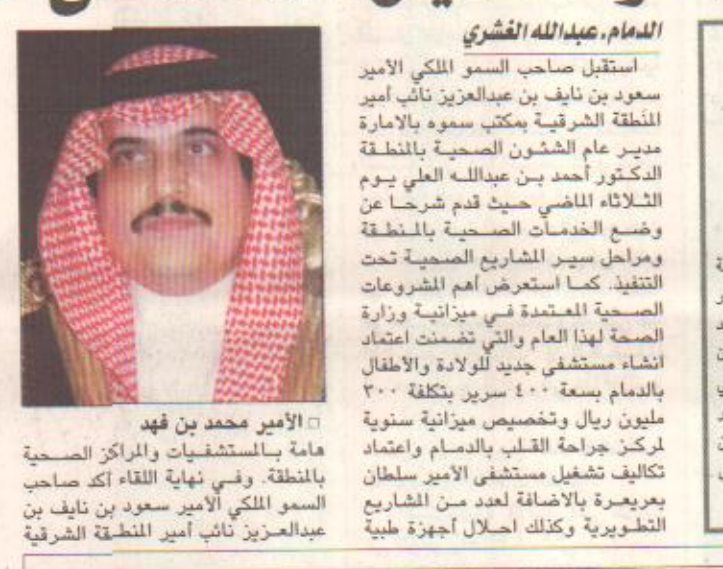 الدمام. عبدالله الغشري
استقبل صاحب السمو الملكي الأمير
سعود بن نايف بن عبدالعزيز نائب أمير
المنطقة الشرقية بمكتب سموه بالامارة
مدير عام الشئون الصحية بالمنطقة
الدكتور أحمد بن عبدالله العلي يوم
الثلاثاء الماضي حيث قدم شرحا عن
وضع الخدمات الصحية بالمنطقة
ومراحل سير المشاريع الصحية تحت
التنفيذ. كما استعرض أهم المشروعات
الصحية المعتمدة في ميزانية وزارة
الصحة لهذا العام والتي تضمنت اعتماد
انشاء مستشفى جديد للولادة والأطفال
بالدمام بسعة ٤٠٠ سرير بتكلفة ٣٠٠
مليون ريال وتخصيص ميزانية سنوية
لمركز جراحة القلب بالدمام واعتماد
تكاليف تشغيل مستشفى الأمير سلطان
بعريعرة بالاضافة لعدد من المشاريع
التطويرية وكذلك احلال أجهزة طبية
□ الأمير محمد بن فهد
هامة بالمستشفيات والمراكز الصحية
بالمنطقة. وفي نهاية اللقاء أكد صاحب
السمو الملكي الأمير سعود بن نايف بن
عبدالعزيز نائب أمير المنطقة الشرقية